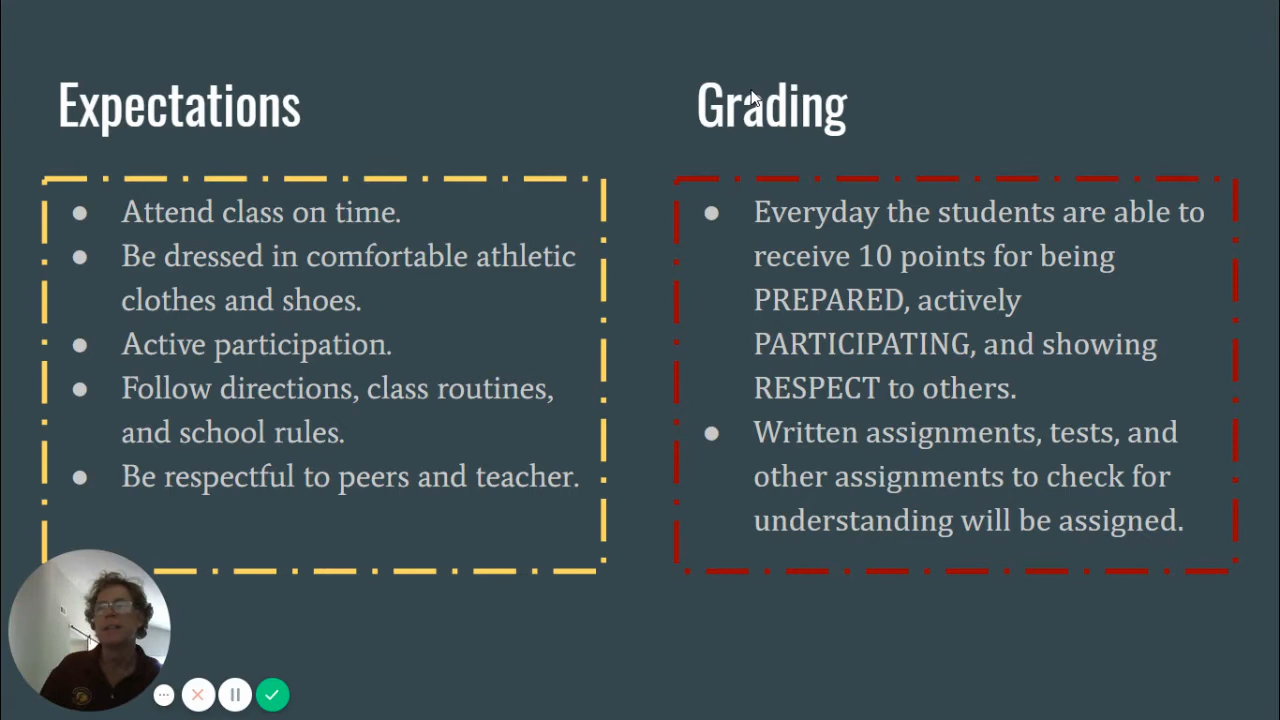 Expectations
Attend class on time.
Be dressed in comfortable athletic
clothes and shoes.
Active participation.
Follow directions, class routines,
and school rules.
Be respectful to peers and teacher.
Grading
Everyday the students are able to
receive 10 points for being
PREPARED, actively
PARTICIPATING, and showing
RESPECT to others.
Written assignments, tests, and
other assignments to check for
understanding will be assigned.